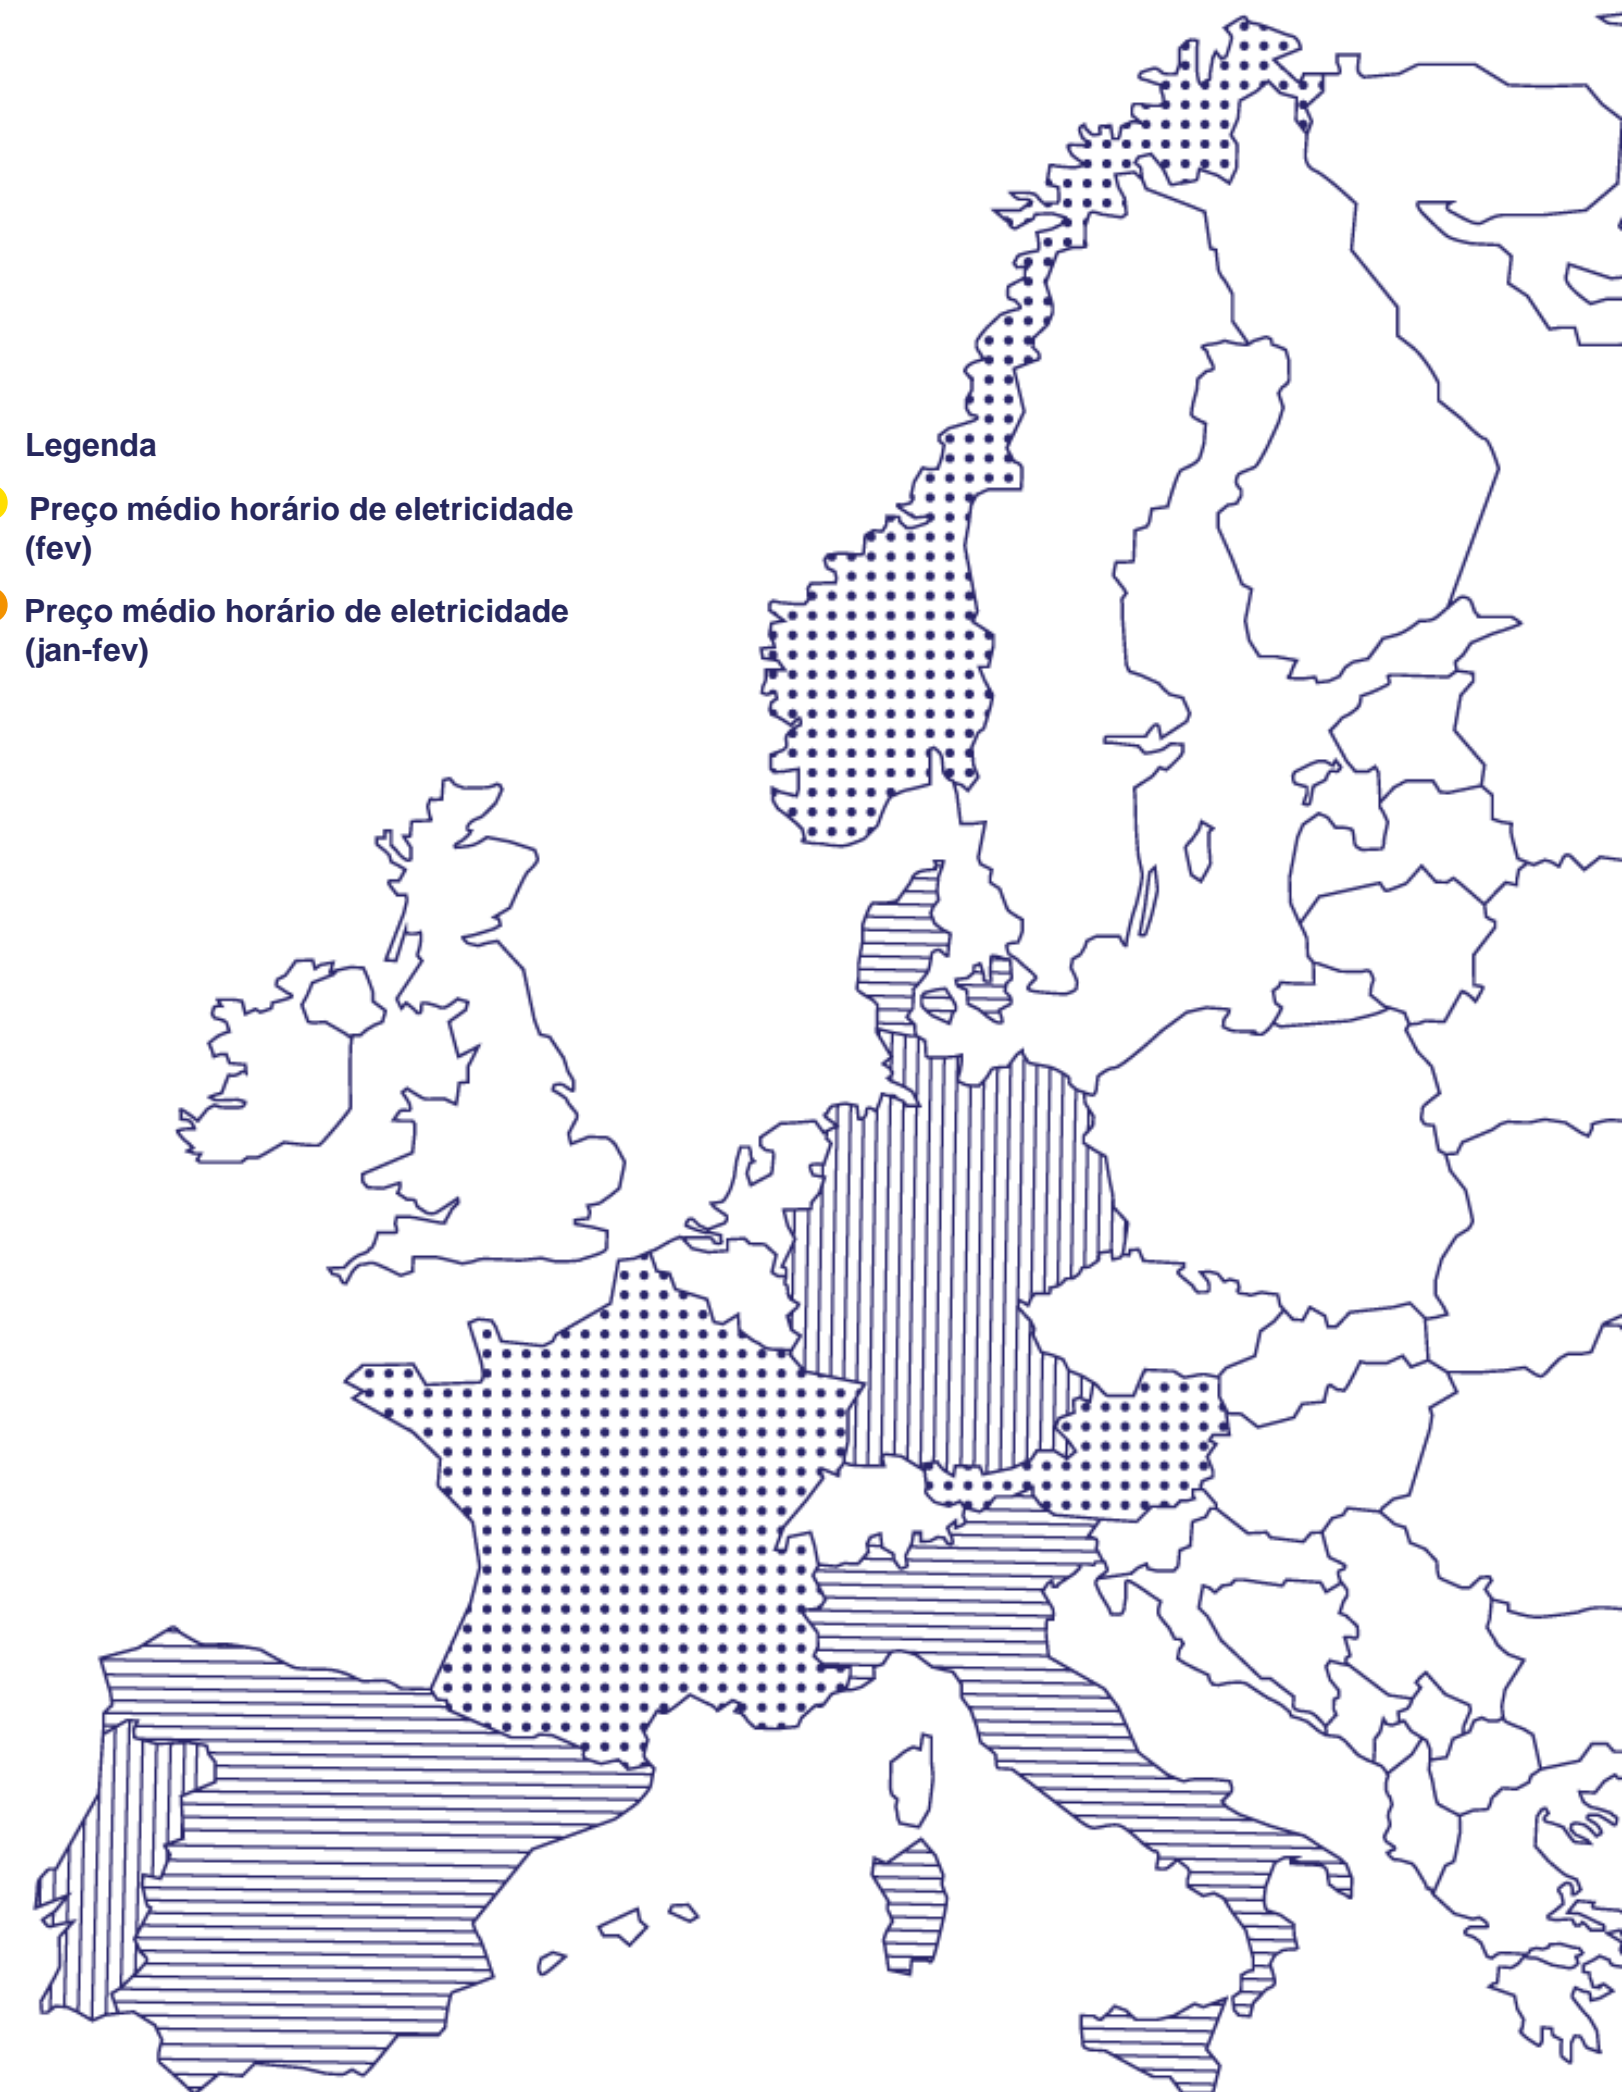 Legenda
Preço médio horário de eletricidade
(fev)
Preço médio horário de eletricidade
(jan-fev)